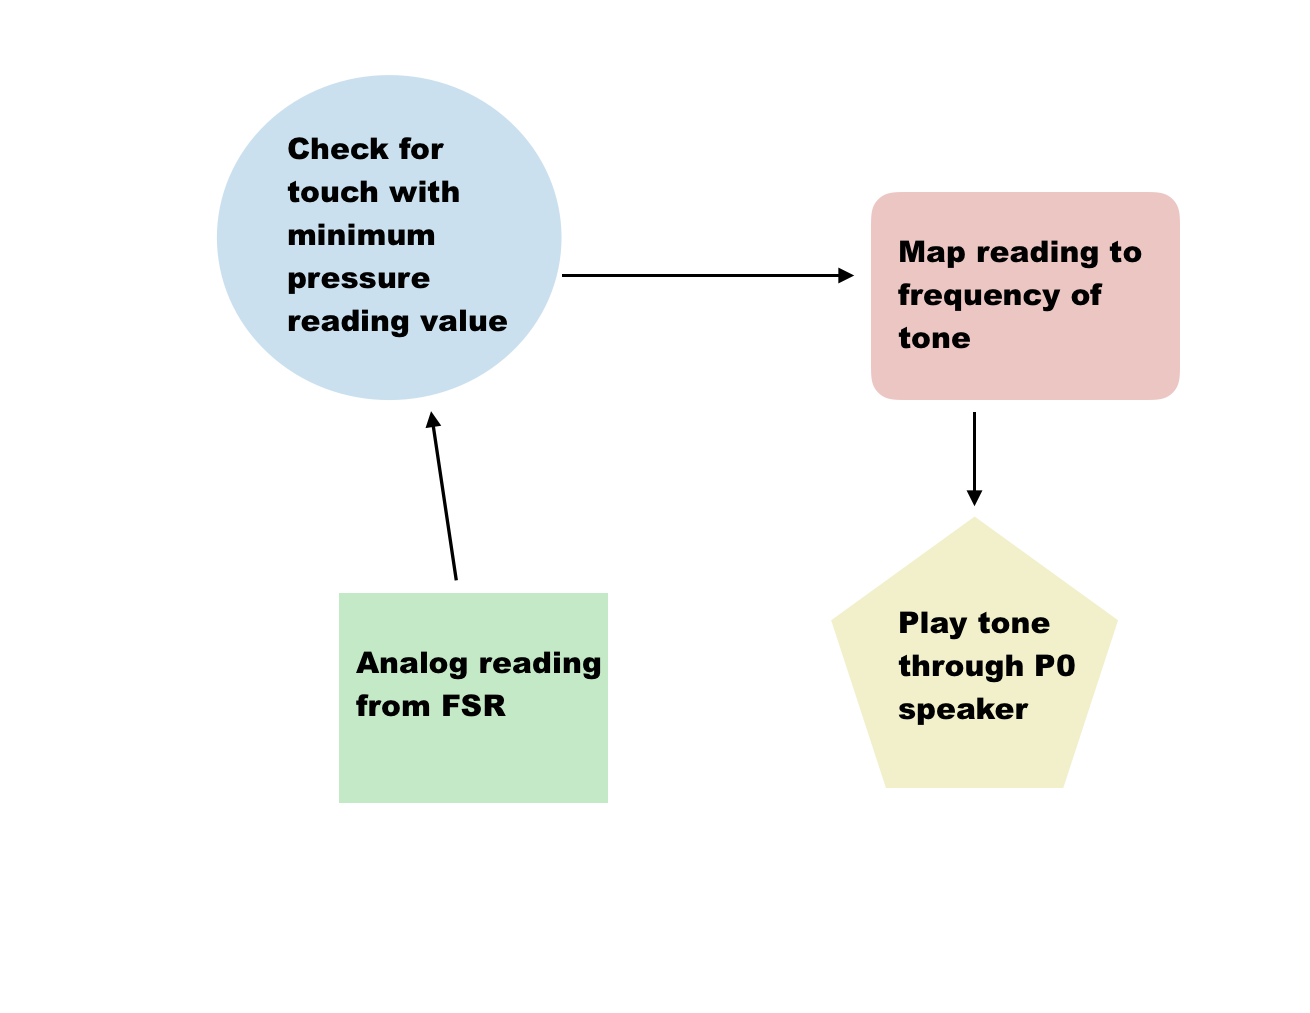 Check for
touch with
minimum
pressure
reading value
Map reading to
frequency of
tone
Analog reading
from FSR
Play tone
through P0
speaker